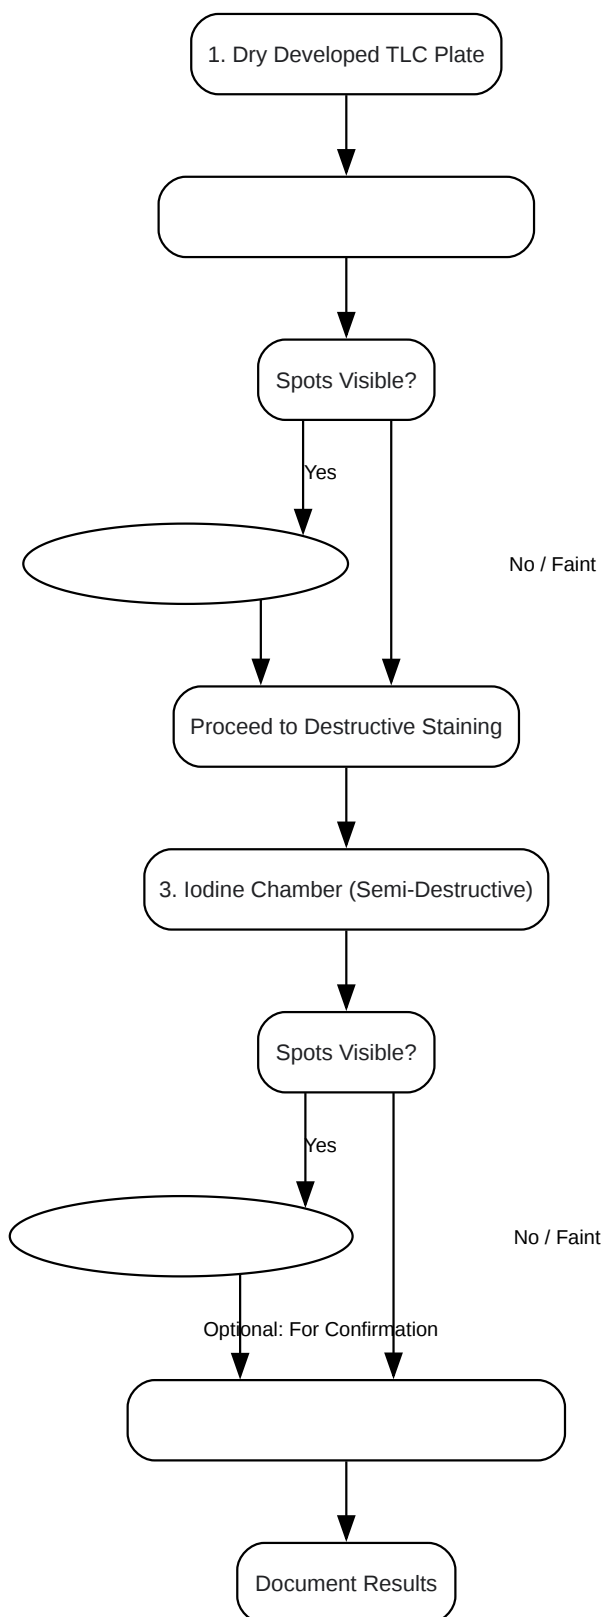 1. Dry Developed TLC Plate
Spots Visible?
Yes
No / Faint
Proceed to Destructive Staining
3. Iodine Chamber (Semi-Destructive)
Spots Visible?
Yes
No / Faint
Optional: For Confirmation
Document Results